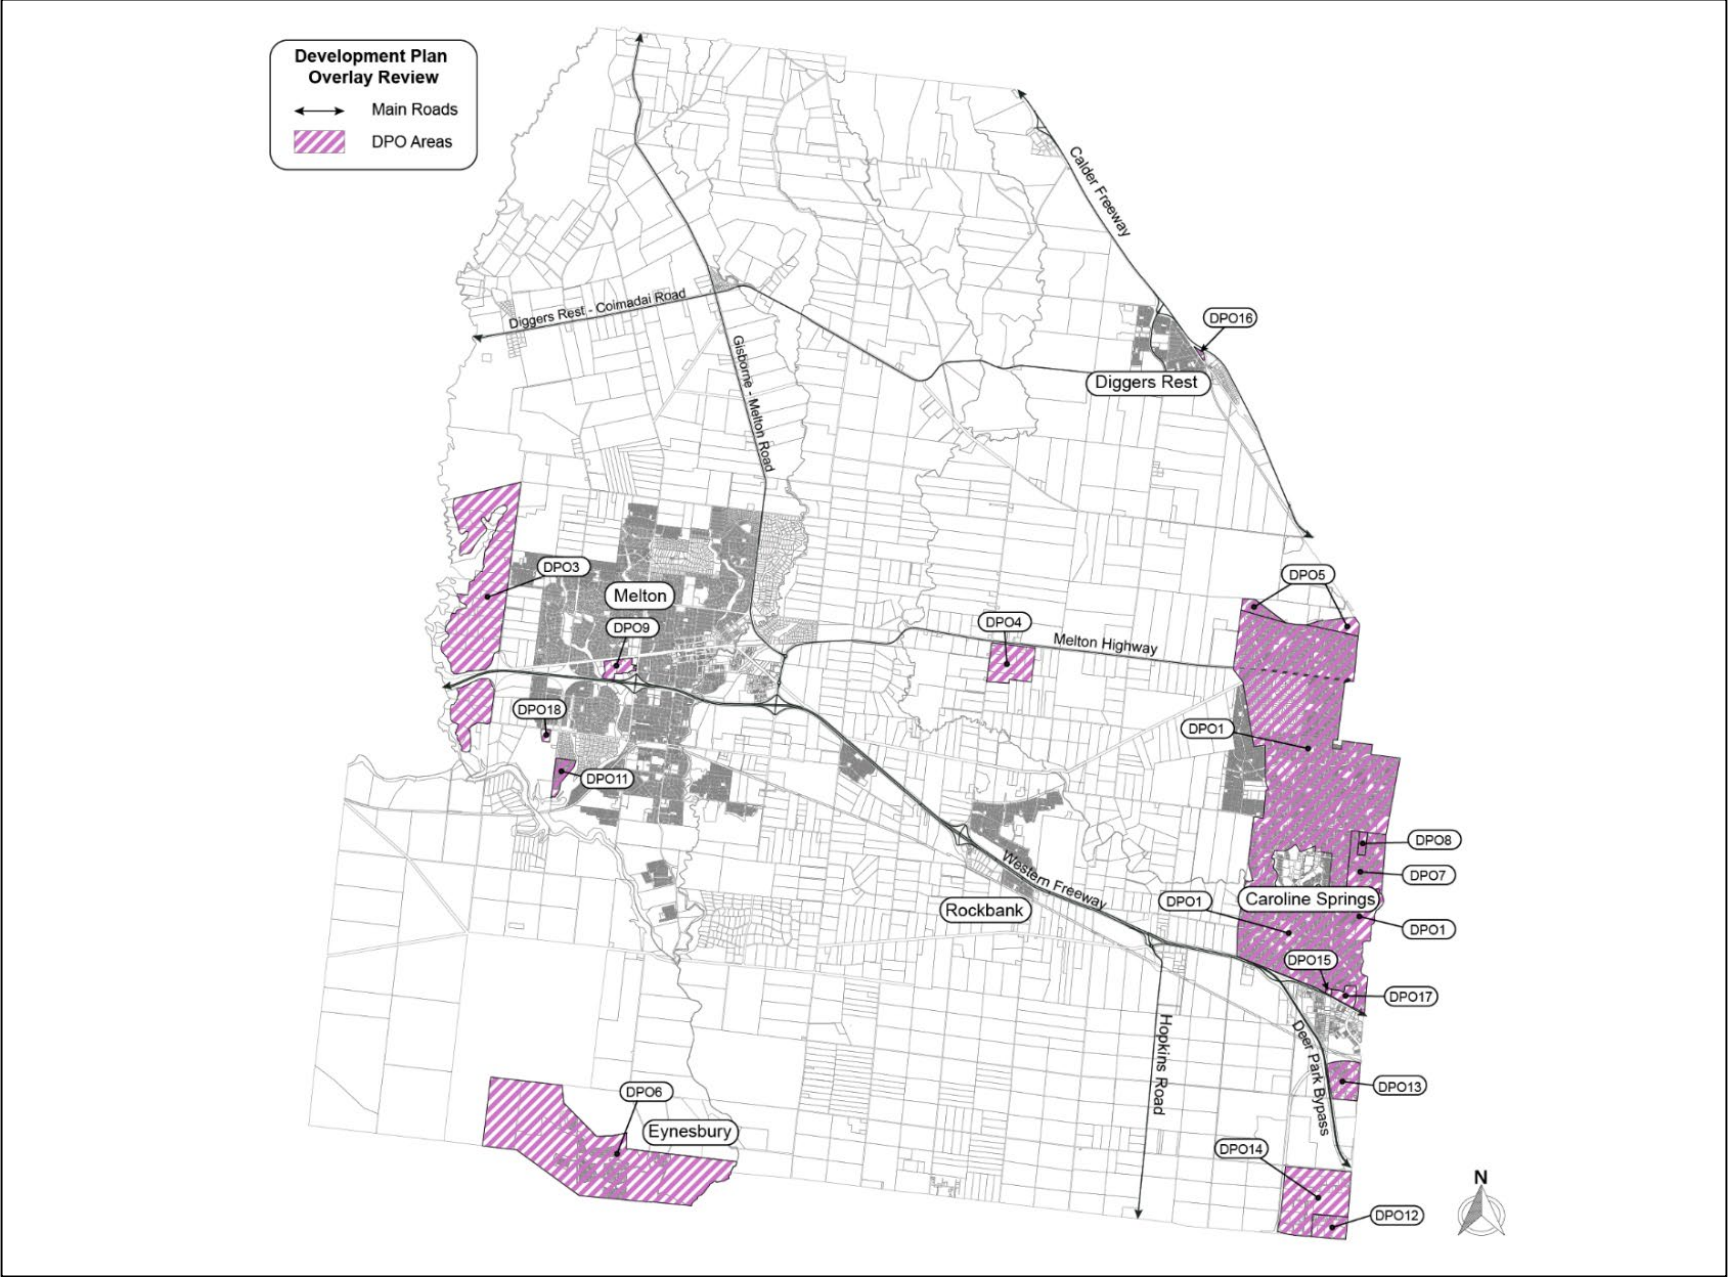 Development Plan
Overlay Review
Main Roads
DPO Areas
Calder Freeway
Diggers Rest - Coimadai Road
DPO16
Gisborne - Melton Road
Diggers Rest
DPO3
DPO5
Melton
DPO9
DPO4
Melton Highway
DPO18
DPO1
DPO11
DPO8
Western Freeway
DPO7
Caroline Springs
DPO1
Rockbank
DPO1
DPO15
DPO17
Hopkins Road
Deer Park Bypass
DPO13
DPO6
Eynesbury
DPO14
N
DPO12